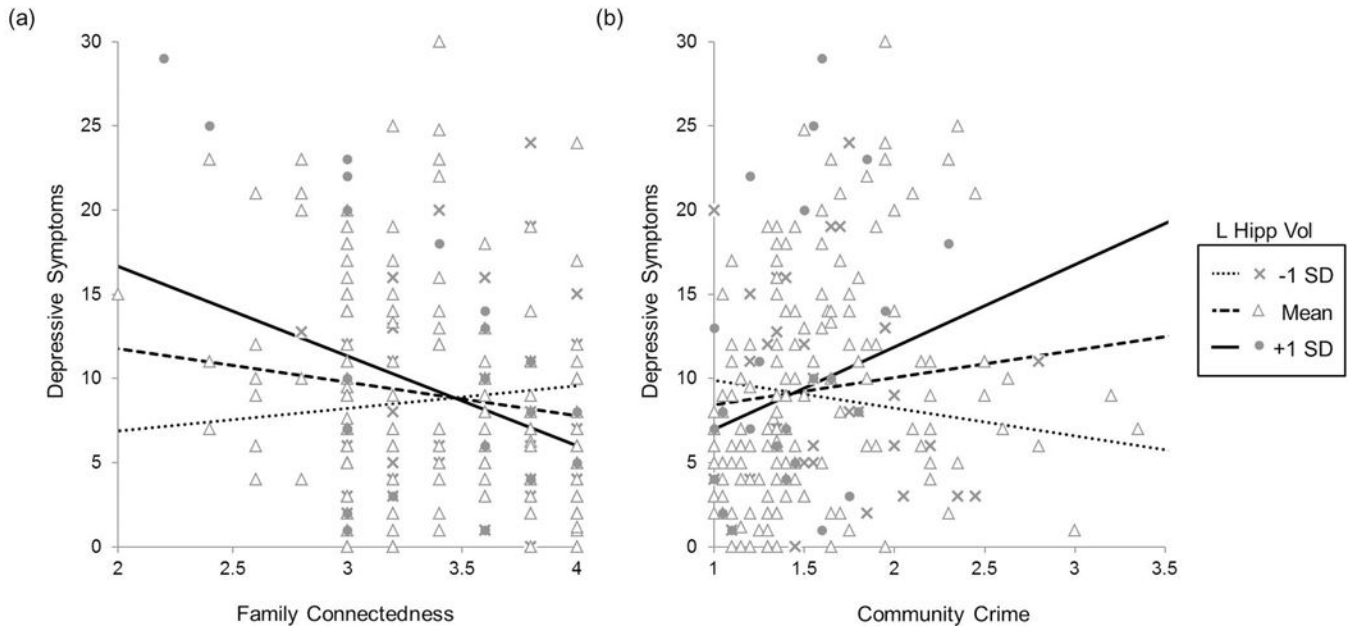 (a)
30
25
20
15
10
5
0
Depressive Symptoms
2
2.5
3
3.5
4
Family Connectedness
(b)
30
25
20
15
10
5
0
Depressive Symptoms
1
1.5
2
2.5
3
3.5
Community Crime
L Hipp Vol
-1 SD
Mean
+1 SD